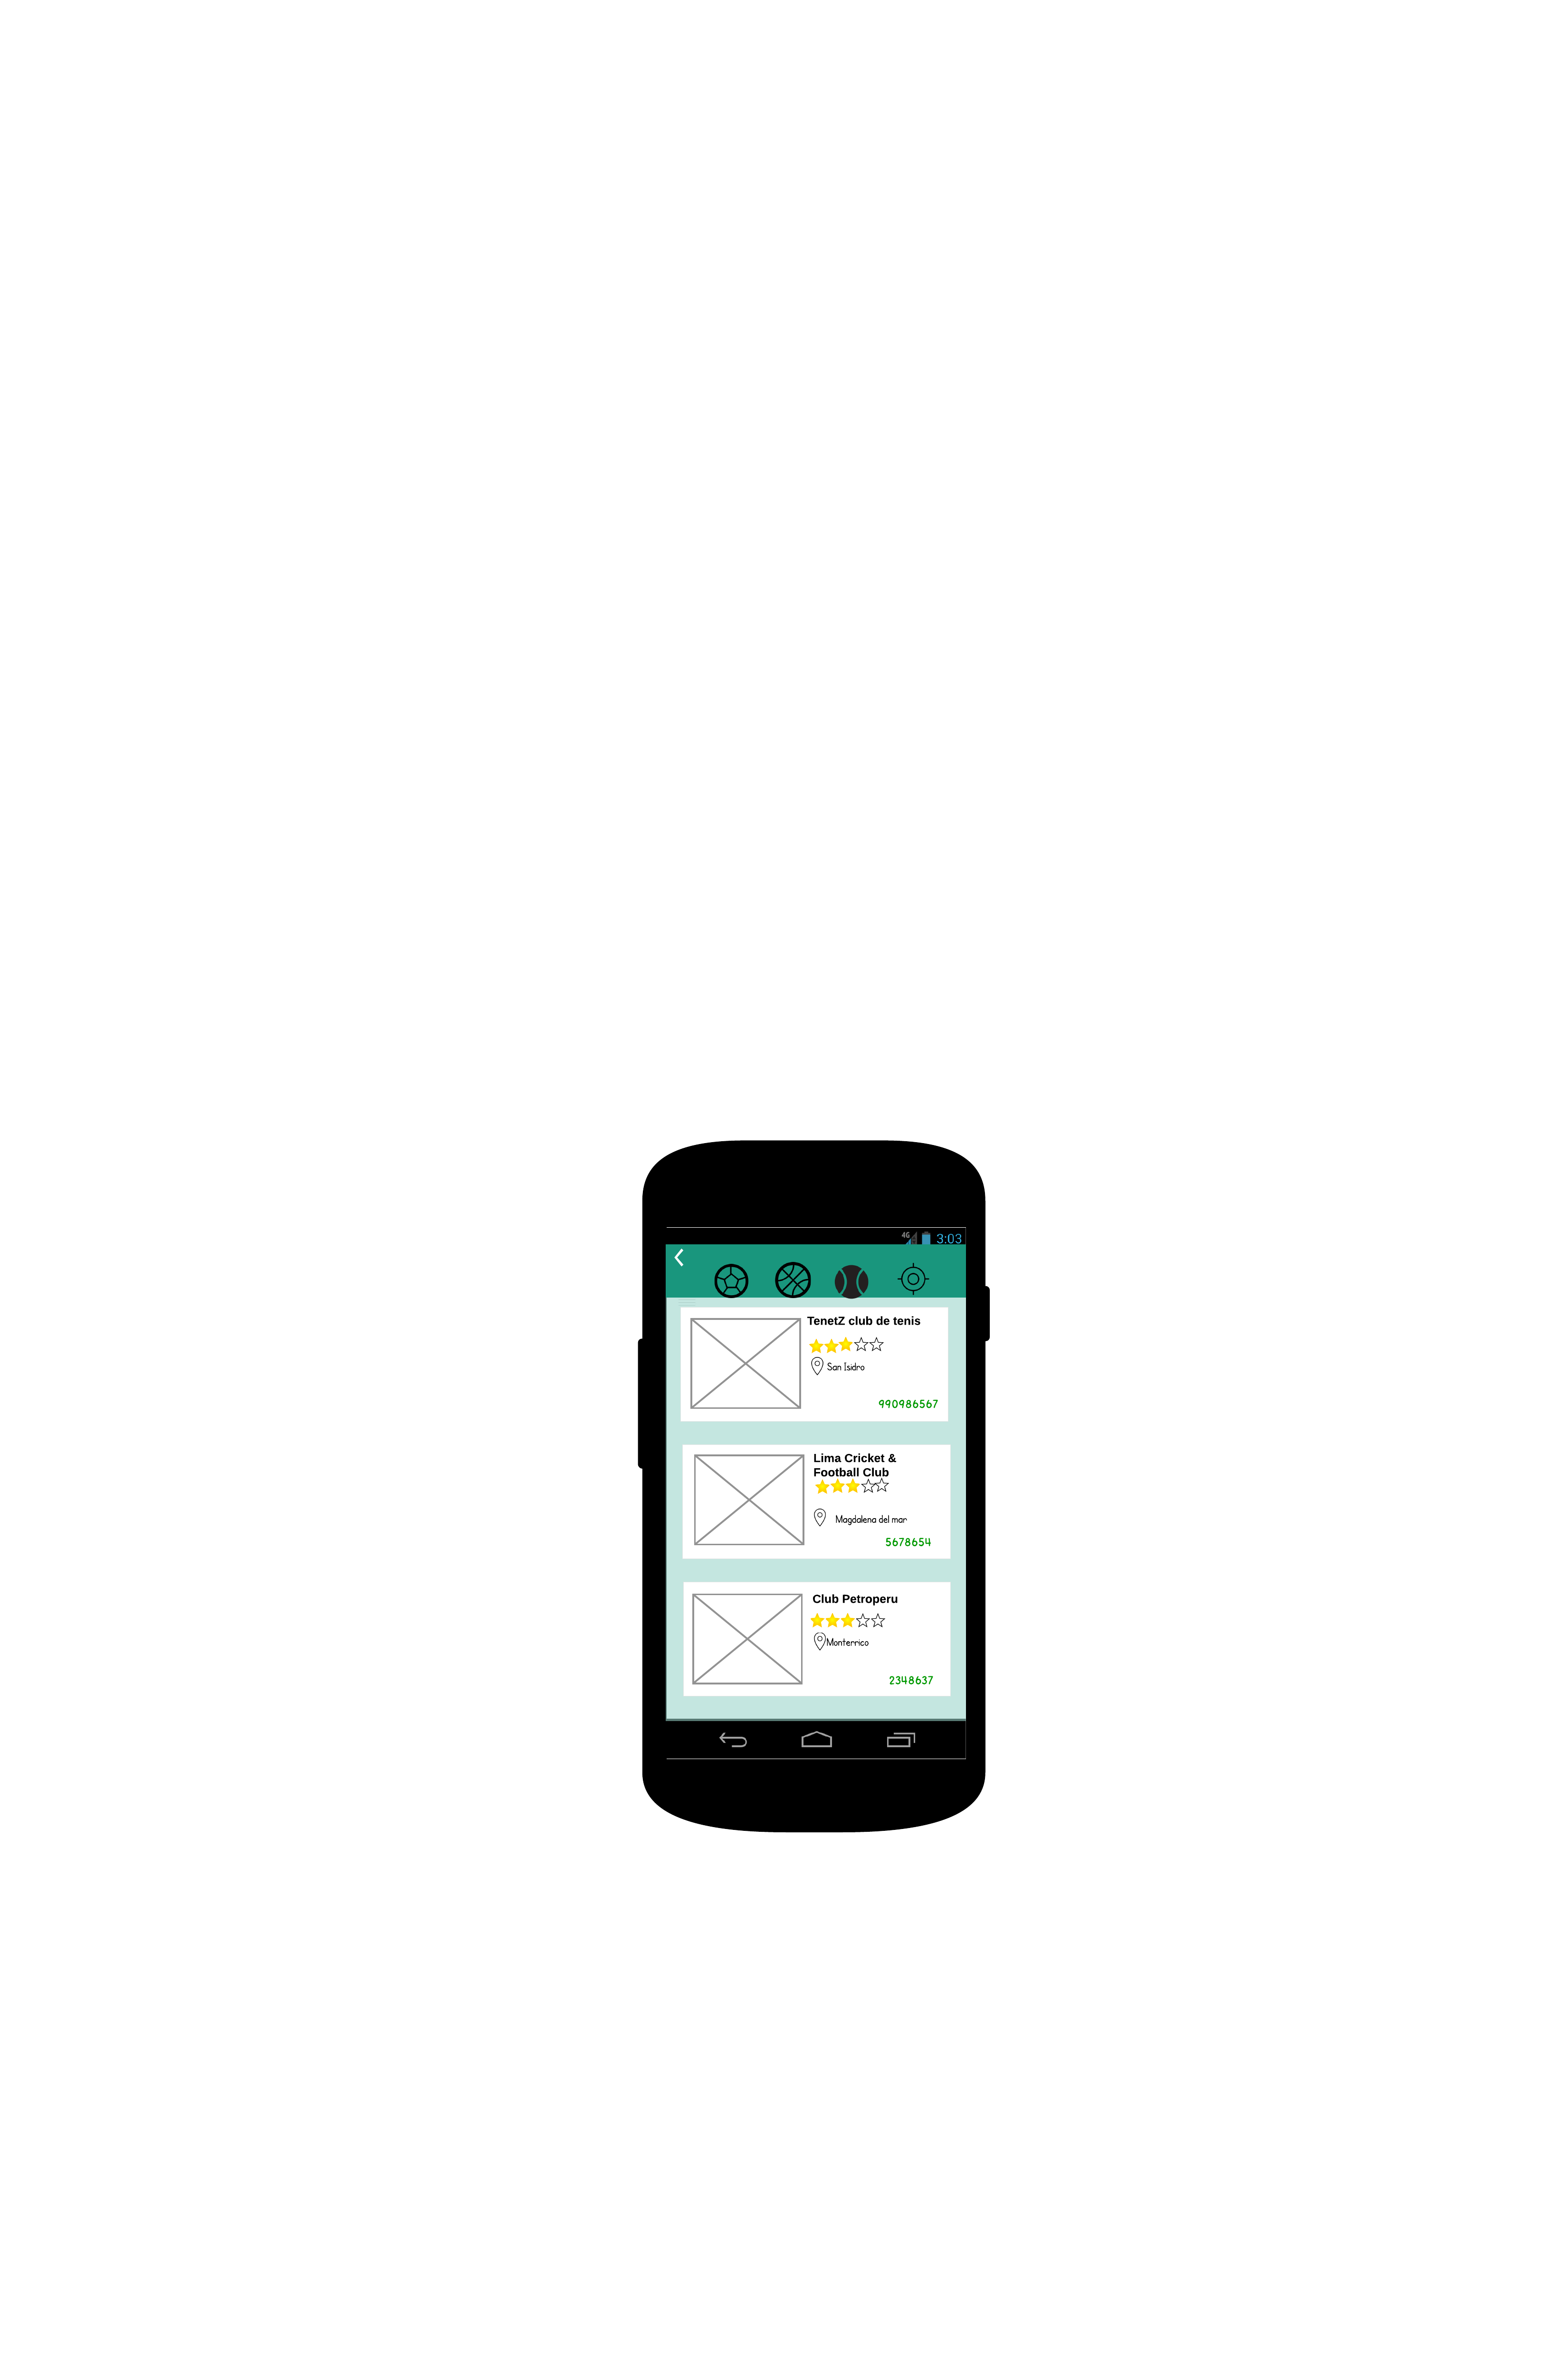 4G 3:03
TenetZ club de tenis
San Isidro
990986567
Lima Cricket &
Football Club
Magdalena del mar
5678654
Club Petroperu
Monterrico
2348637